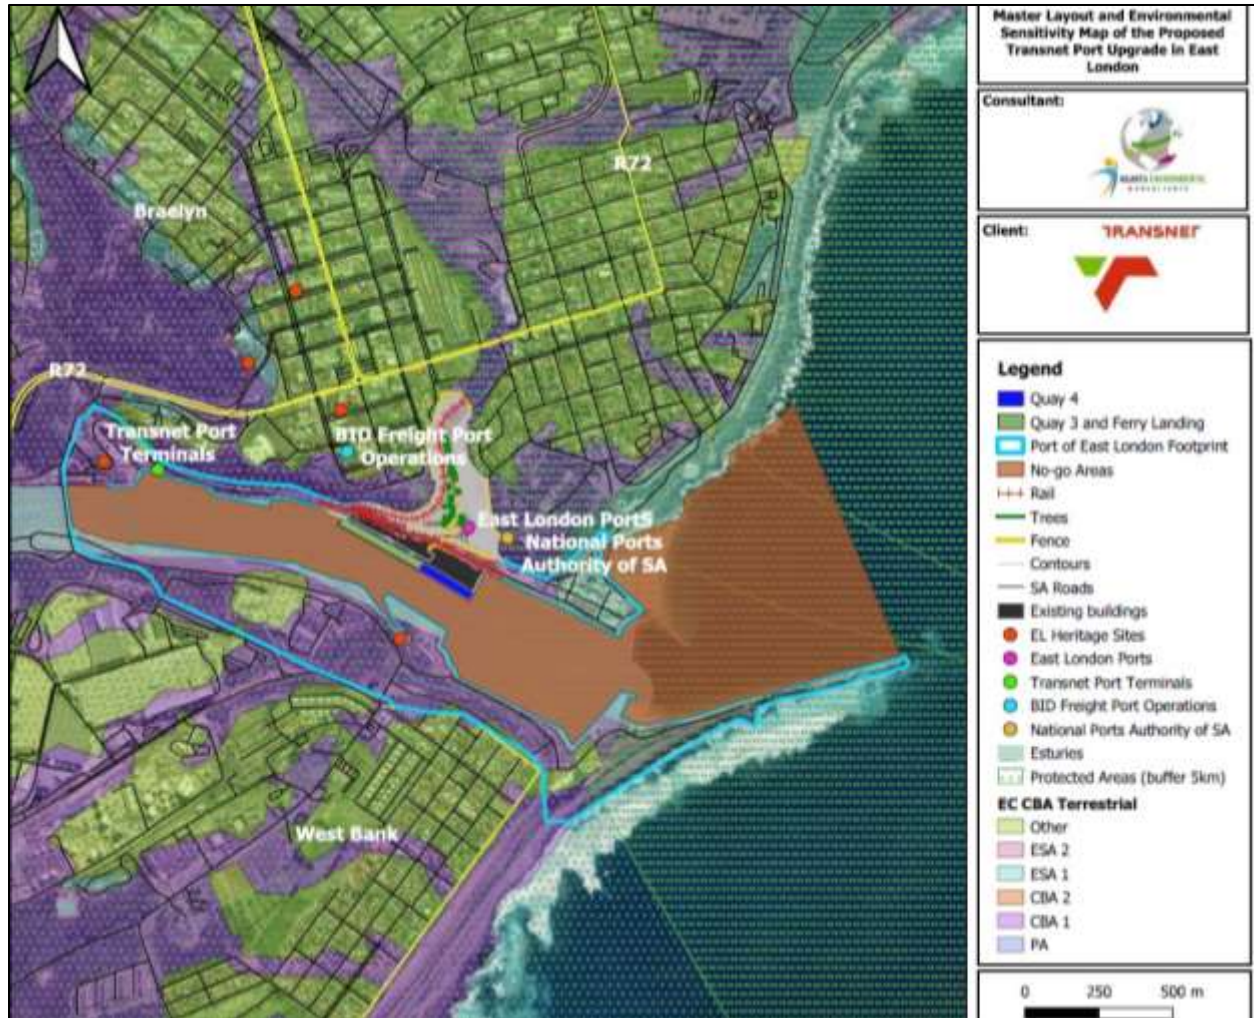 Master Layout and Environmental
Sensitivity Map of the Proposed
Transnet Port Upgrade in East
London
Consultant:
ENVIRONMENTAL
Client:
TRANSNET
Legend
Quay 4
Quay 3 and Ferry Landing
Port of East London Footprint
No-go Areas
Rail
Trees
Fence
Contours
SA Roads
Existing buildings
EL Heritage Sites
East London Ports
Transnet Port Terminals
BID Freight Port Operations
National Ports Authority of SA
Esturies
Protected Areas (buffer 5km)
EC CBA Terrestrial
Other
ESA 2
ESA 1
CBA 2
CBA 1
PA
0 250 500 m
R72
Braelyn
R72
Transnet Port
Terminals
BID Freight Port
Operations
East London PortS
National Ports
Authority of SA
West Bank